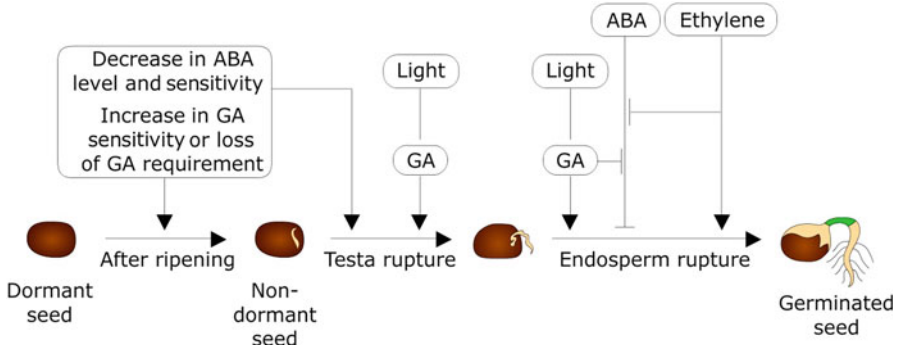 ABA
Ethylene
Decrease in ABA
level and sensitivity
Increase in GA
sensitivity or loss
of GA requirement
Light
Light
GA
GA
After ripening
Testa rupture
Endosperm rupture
Dormant
seed
Non-
dormant
seed
Germinated
seed